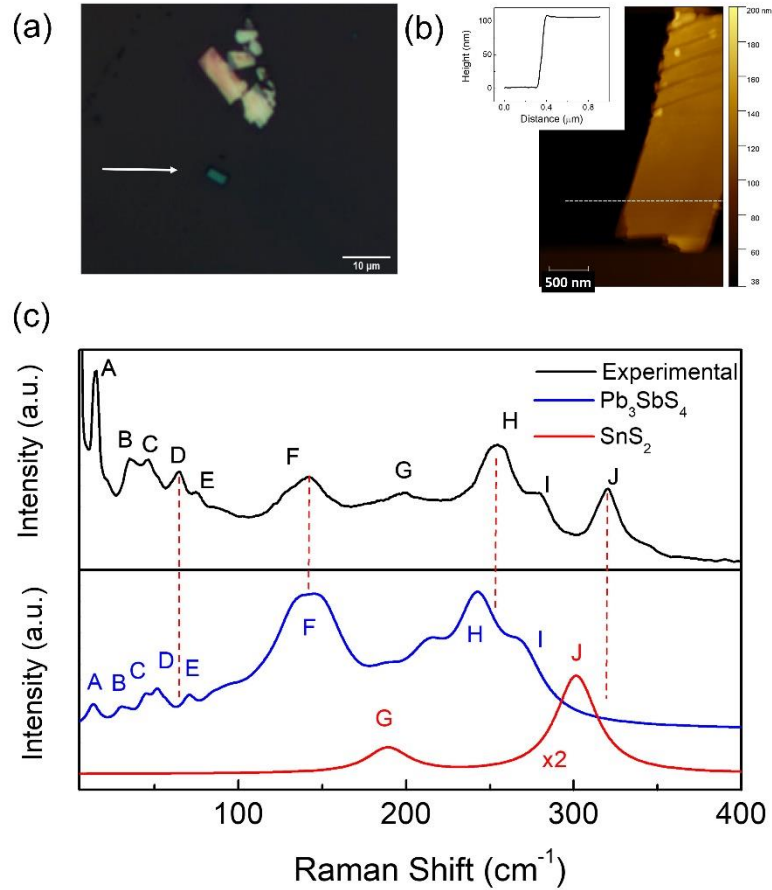 (a)
10 µm
(b)
Height (nm)
100
50
0
0.0
0.4
0.8
Distance (µm)
500 nm
200 nm
180
160
140
120
100
80
60
38
(c)
Intensity (a.u.)
A
B
C
D
E
F
G
H
I
J
Experimental
Pb₃SbS₄
SnS₂
Intensity (a.u.)
A
B
C
D
E
F
G
H
I
J
x2
100
200
300
400
Raman Shift (cm⁻¹)